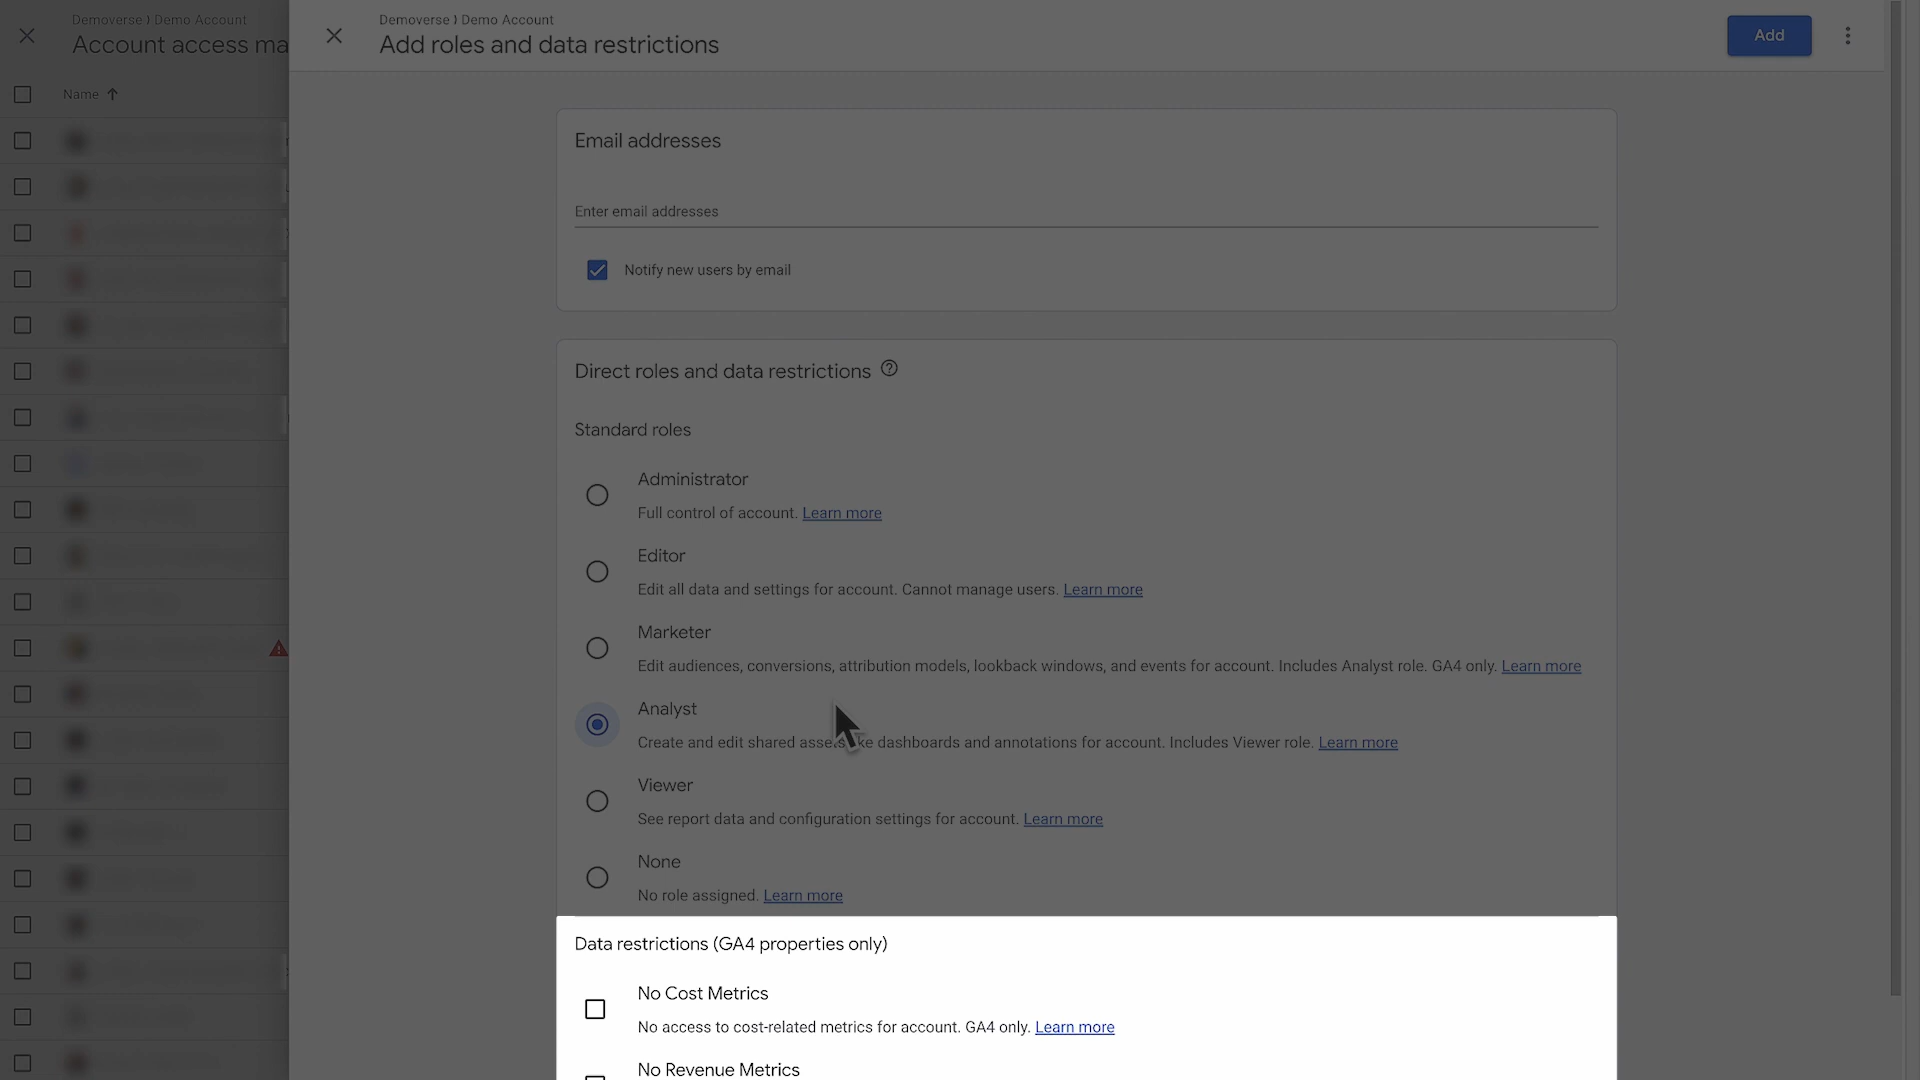 Demoverse > Demo Account
Account access ma
Name
Demoverse > Demo Account
Add roles and data restrictions
Add
Email addresses
Enter email addresses
Notify new users by email
Direct roles and data restrictions
Standard roles
Administrator
Full control of account. Learn more
Editor
Edit all data and settings for account. Cannot manage users. Learn more
Marketer
Edit audiences, conversions, attribution models, lookback windows, and events for account. Includes Analyst role. GA4 only. Learn more
Analyst
Create and edit shared dashboards and annotations for account. Includes Viewer role. Learn more
Viewer
See report data and configuration settings for account. Learn more
None
No role assigned. Learn more
Data restrictions (GA4 properties only)
No Cost Metrics
No access to cost-related metrics for account. GA4 only. Learn more
No Revenue Metrics